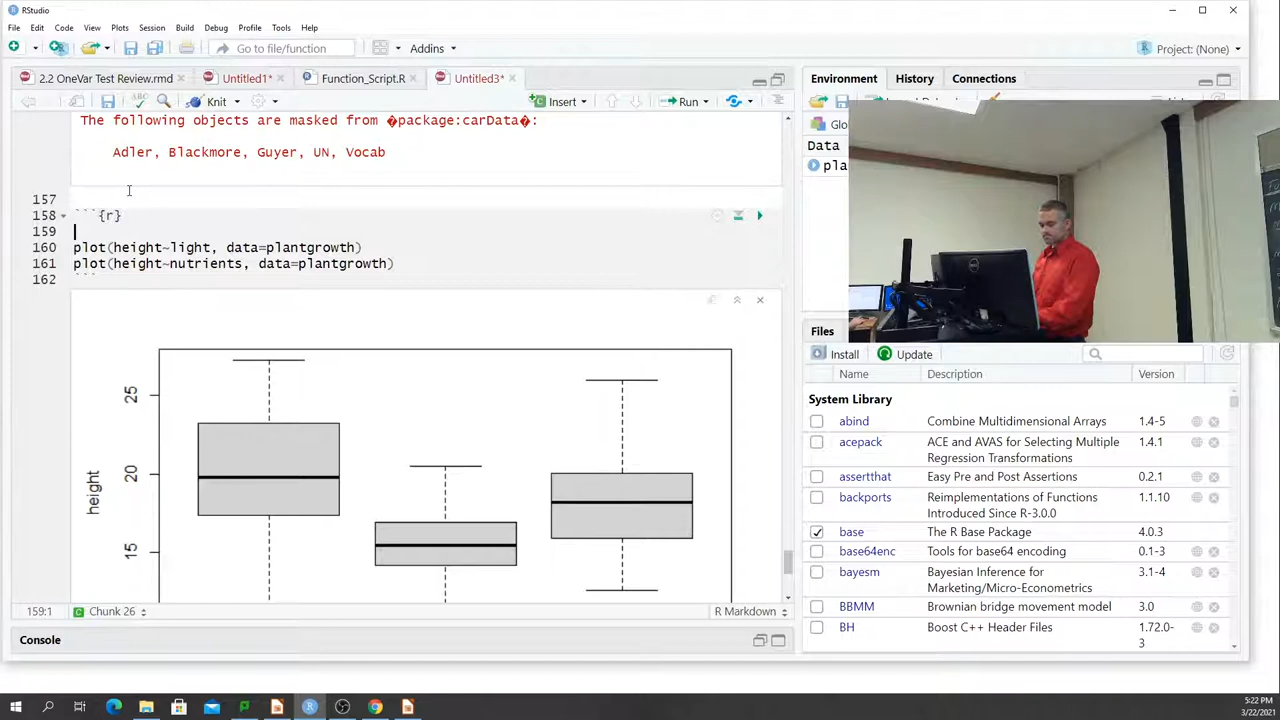 RStudio
File Edit Code View Plots Session Build Debug Profile Tools Help
Go to file/function
Addins
Project: (None)
2.2 OneVar Test Review.rmd
Untitled1*
Function_Script.R
Untitled3*
Knit
Insert
Run
The following objects are masked from �package:carData�:
Adler, Blackmore, Guyer, UN, Vocab
157
158 ```{r}
159
160 plot(height~light, data=plantgrowth)
161 plot(height~nutrients, data=plantgrowth)
162 ```
25
20
15
height
159:1
Chunk 26
R Markdown
Console
Environment History Connections
Glo
Data
pla
Files
Install Update
Name Description Version
System Library
abind Combine Multidimensional Arrays 1.4-5
acepack ACE and AVAS for Selecting Multiple Regression Transformations 1.4.1
assertthat Easy Pre and Post Assertions 0.2.1
backports Reimplementations of Functions Introduced Since R-3.0.0 1.1.10
base The R Base Package 4.0.3
base64enc Tools for base64 encoding 0.1-3
bayesm Bayesian Inference for Marketing/Micro-Econometrics 3.1-4
BBMM Brownian bridge movement model 3.0
BH Boost C++ Header Files 1.72.0-3
5:22 PM
3/22/2021